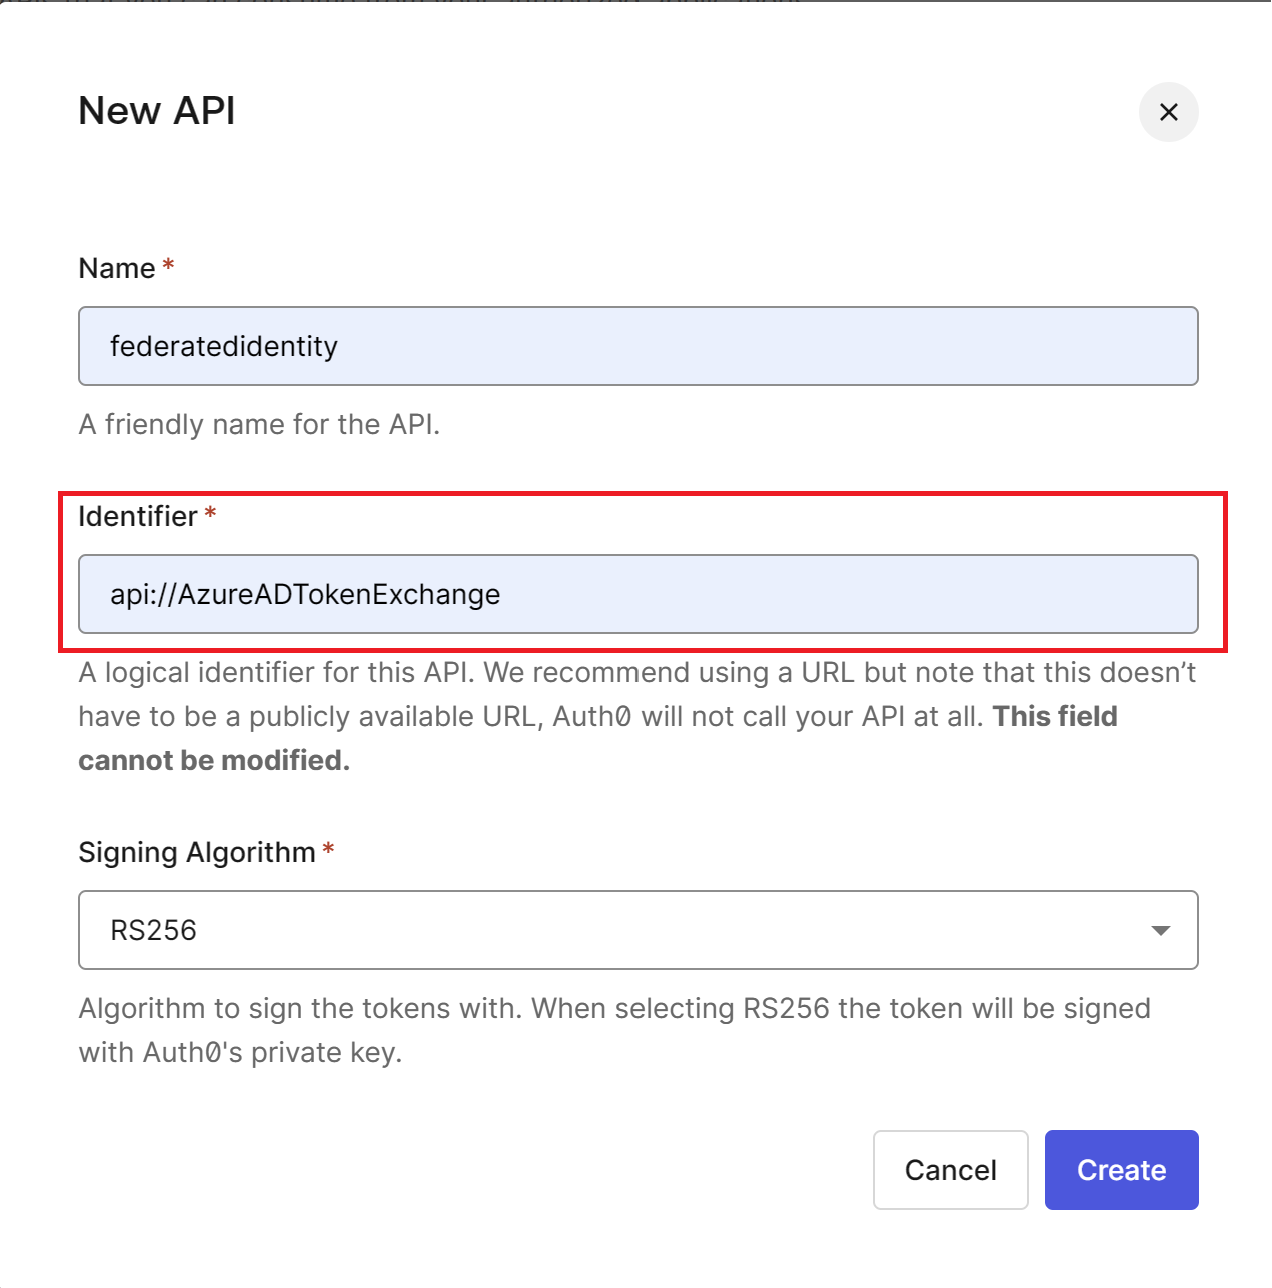 New API
Name *
federatedidentity
A friendly name for the API.
Identifier *
api://AzureADTokenExchange
A logical identifier for this API. We recommend using a URL but note that this doesn’t
have to be a publicly available URL, Auth0 will not call your API at all. This field
cannot be modified.
Signing Algorithm *
RS256
Algorithm to sign the tokens with. When selecting RS256 the token will be signed
with Auth0's private key.
Cancel
Create